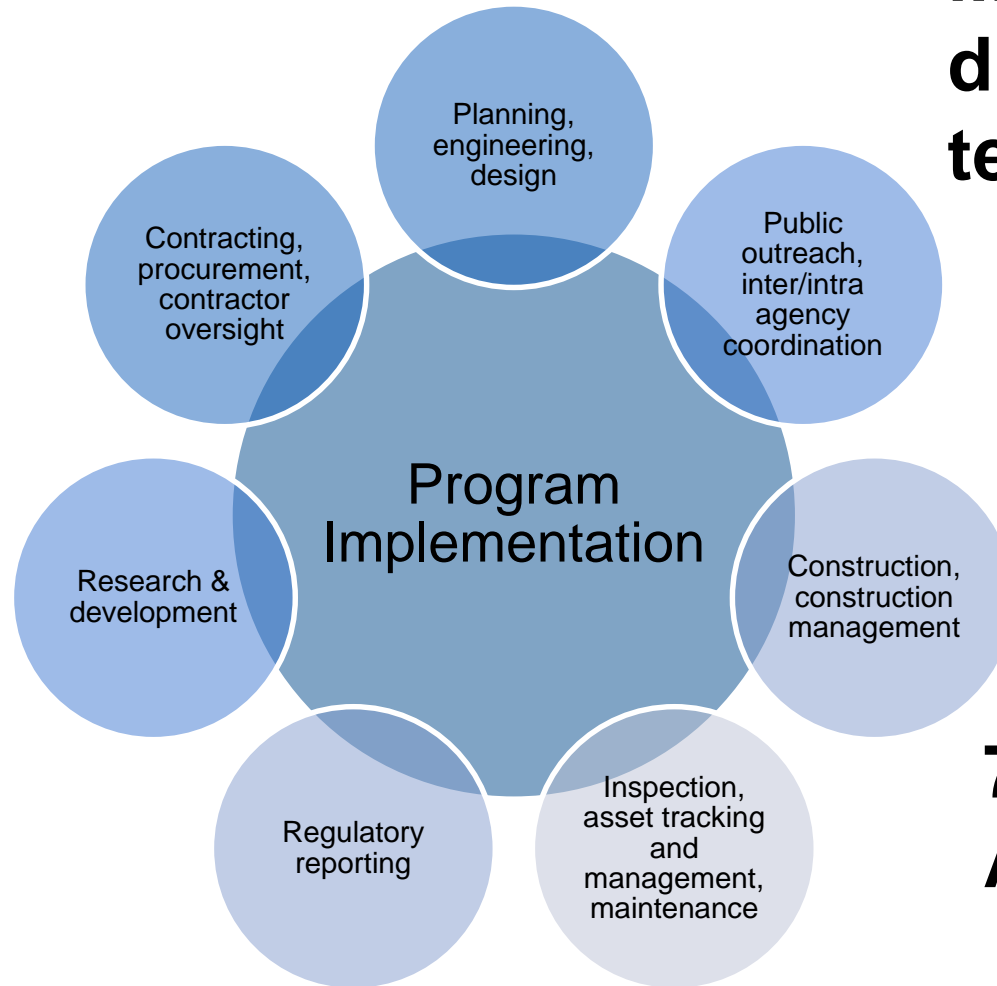 Planning,
engineering,
design
Public
outreach,
inter/intra
agency
coordination
Construction,
construction
management
Inspection,
asset tracking
and
management,
maintenance
Regulatory
reporting
Research &
development
Contracting,
procurement,
contractor
oversight
Program
Implementation